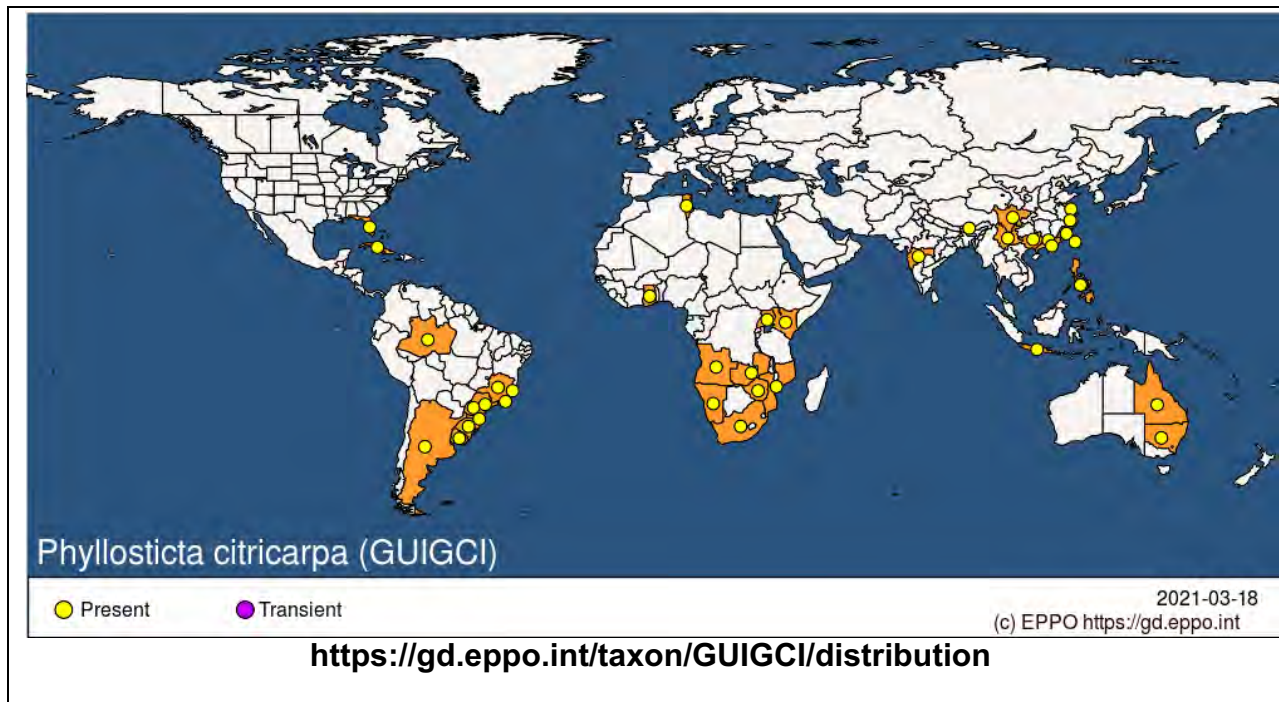 Phyllosticta citricarpa (GUIGCI)
Present
Transient
2021-03-18
(c) EPPO https://gd.eppo.int
https://gd.eppo.int/taxon/GUIGCI/distribution